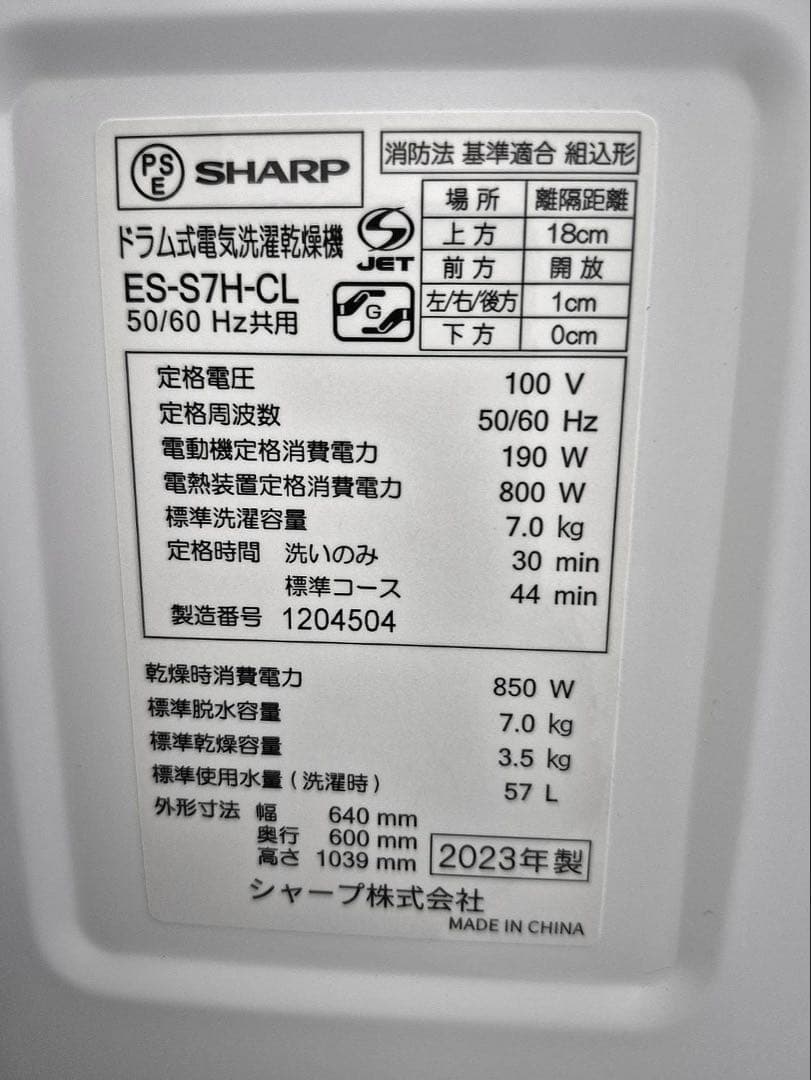 PSE SHARP
消防法 基準適合 組込形
場所 離隔距離
上方 18cm
前方 開放
左/右/後方 1cm
下方 0cm
ドラム式電気洗濯乾燥機
S JET
ES-S7H-CL
G
50/60 Hz共用
定格電圧 100 V
定格周波数 50/60 Hz
電動機定格消費電力 190 W
電熱装置定格消費電力 800 W
標準洗濯容量 7.0 kg
定格時間 洗いのみ 30 min
標準コース 44 min
製造番号 1204504
乾燥時消費電力 850 W
標準脱水容量 7.0 kg
標準乾燥容量 3.5 kg
標準使用水量(洗濯時) 57 L
外形寸法 幅 640 mm
奥行 600 mm
高さ 1039 mm
2023年製
シャープ株式会社
MADE IN CHINA